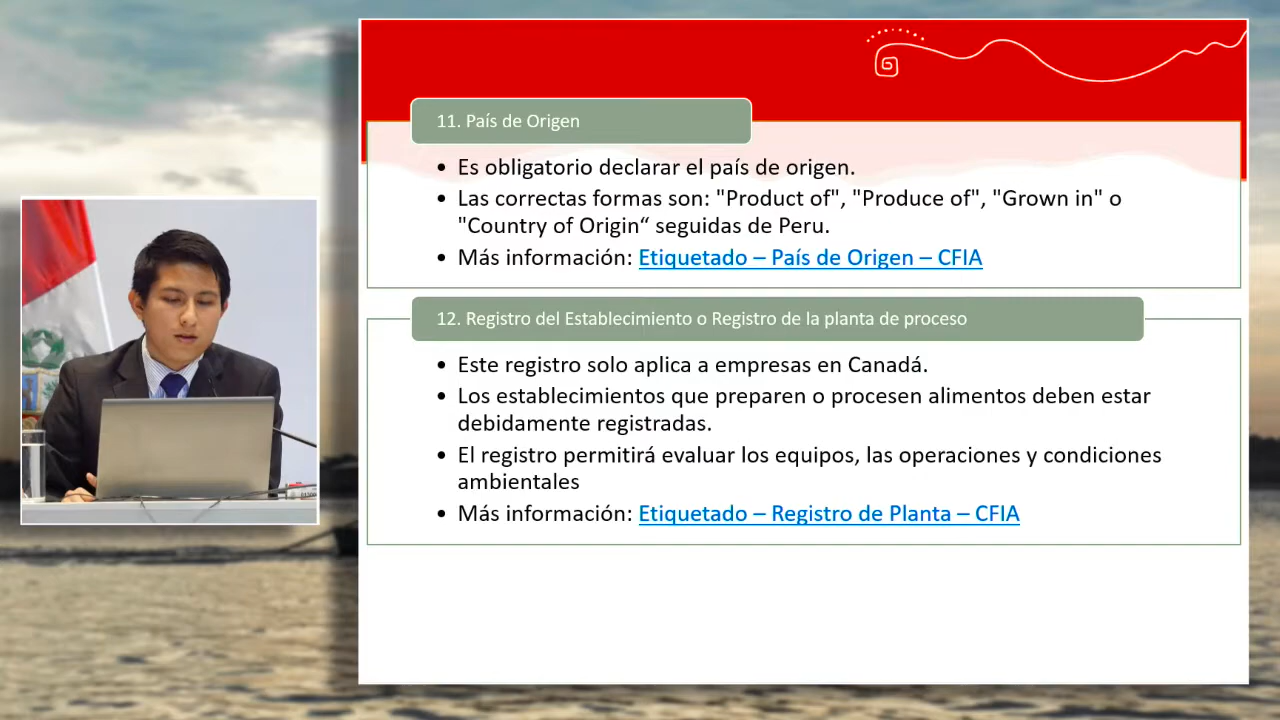 11. País de Origen
• Es obligatorio declarar el país de origen.
• Las correctas formas son: "Product of", "Produce of", "Grown in" o
"Country of Origin“ seguidas de Peru.
• Más información: Etiquetado – País de Origen – CFIA
12. Registro del Establecimiento o Registro de la planta de proceso
• Este registro solo aplica a empresas en Canadá.
• Los establecimientos que preparen o procesen alimentos deben estar
debidamente registradas.
• El registro permitirá evaluar los equipos, las operaciones y condiciones
ambientales
• Más información: Etiquetado – Registro de Planta – CFIA